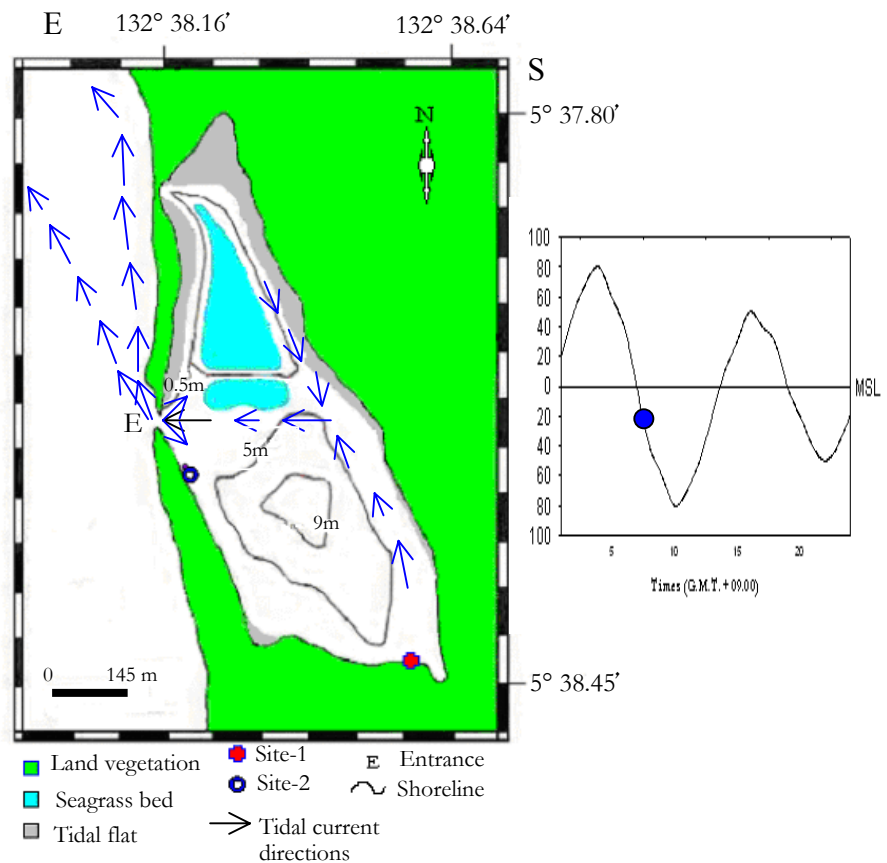 E 132° 38.16' 132° 38.64'
S
5° 37.80'
N
0.5m
E
5m
9m
0 145 m
5° 38.45'
100
80
60
40
20
0
20
40
60
80
100
MSL
5 10 15 20
Times (G.M.T. +09.00)
Land vegetation
Seagrass bed
Tidal flat
Site-1
Site-2
Tidal current
directions
E Entrance
Shoreline